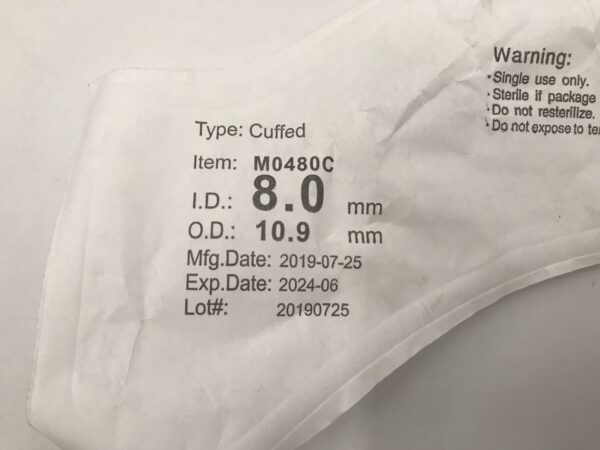 Warning:
·Single use only.
·Sterile if package
·Do not resterilize.
·Do not expose to
Type: Cuffed
Item: M0480C
I.D.: 8.0 mm
O.D.: 10.9 mm
Mfg.Date: 2019-07-25
Exp.Date: 2024-06
Lot#: 20190725